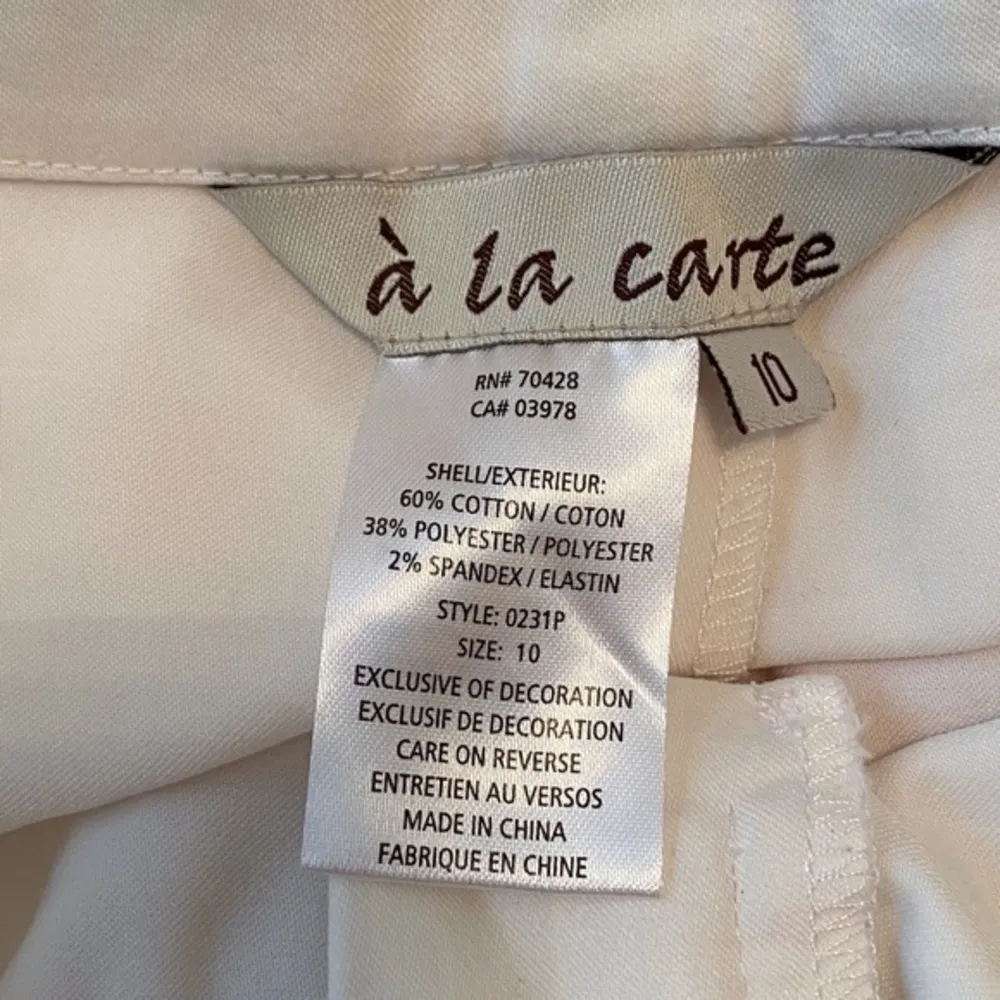 à la carte
10
RN# 70428
CA# 03978
SHELL/EXTERIEUR:
60% COTTON / COTON
38% POLYESTER / POLYESTER
2% SPANDEX / ELASTIN
STYLE: 0231P
SIZE: 10
EXCLUSIVE OF DECORATION
EXCLUSIF DE DECORATION
CARE ON REVERSE
ENTRETIEN AU VERSOS
MADE IN CHINA
FABRIQUE EN CHINE